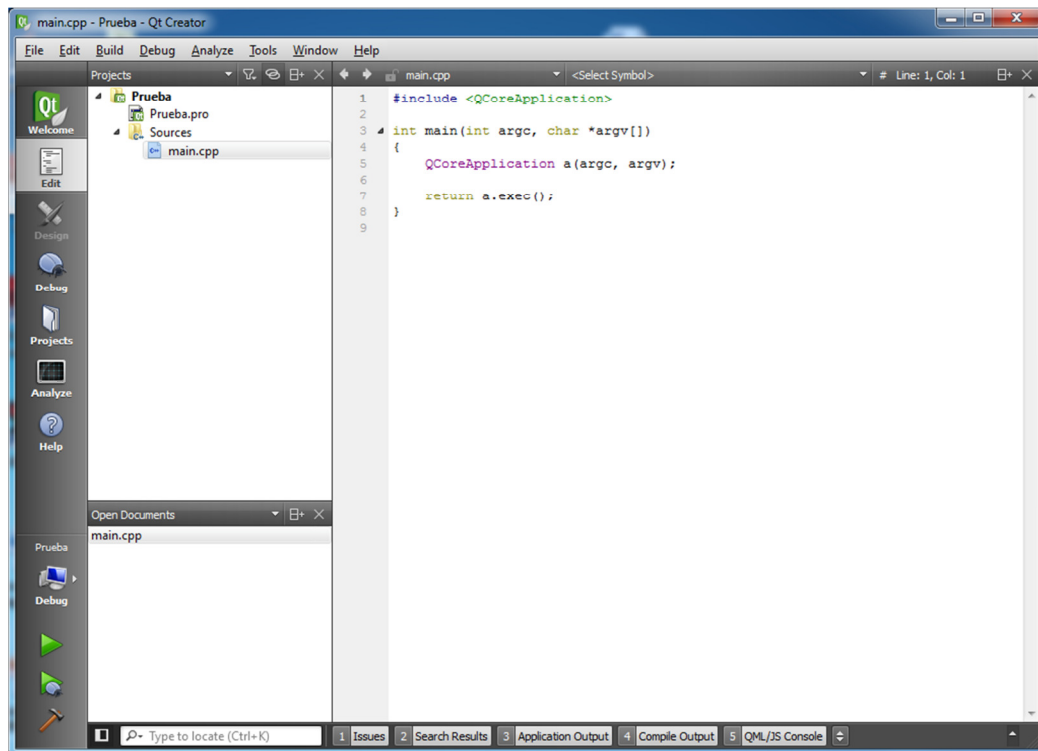 main.cpp - Prueba - Qt Creator
File Edit Build Debug Analyze Tools Window Help
Projects
main.cpp
<Select Symbol>
# Line: 1, Col: 1
Qt
Welcome
Edit
Design
Debug
Projects
Analyze
Help
Prueba
Debug
Prueba
Prueba.pro
Sources
main.cpp
Open Documents
main.cpp
1 #include <QCoreApplication>
2
3 int main(int argc, char *argv[])
4 {
5 QCoreApplication a(argc, argv);
6
7 return a.exec();
8 }
9
Type to locate (Ctrl+K)
1 Issues 2 Search Results 3 Application Output 4 Compile Output 5 QML/JS Console